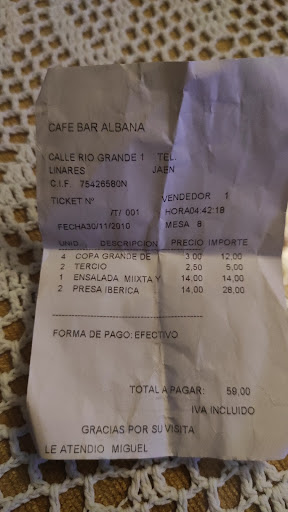 CAFE BAR ALBANA
CALLE RIO GRANDE 1 TEL.
LINARES JAEN
C.I.F. 75426580N
VENDEDOR 1
TICKET Nº /T/ 001 HORA04:42:18
FECHA30/11/2010 MESA 8
UNID. DESCRIPCION PRECIO IMPORTE
4 COPA GRANDE DE 3,00 12,00
2 TERCIO 2,50 5,00
1 ENSALADA MIIXTA Y 14,00 14,00
2 PRESA IBERICA 14,00 28,00
FORMA DE PAGO: EFECTIVO
TOTAL A PAGAR: 59,00
IVA INCLUIDO
GRACIAS POR SU VISITA
LE ATENDIO MIGUEL